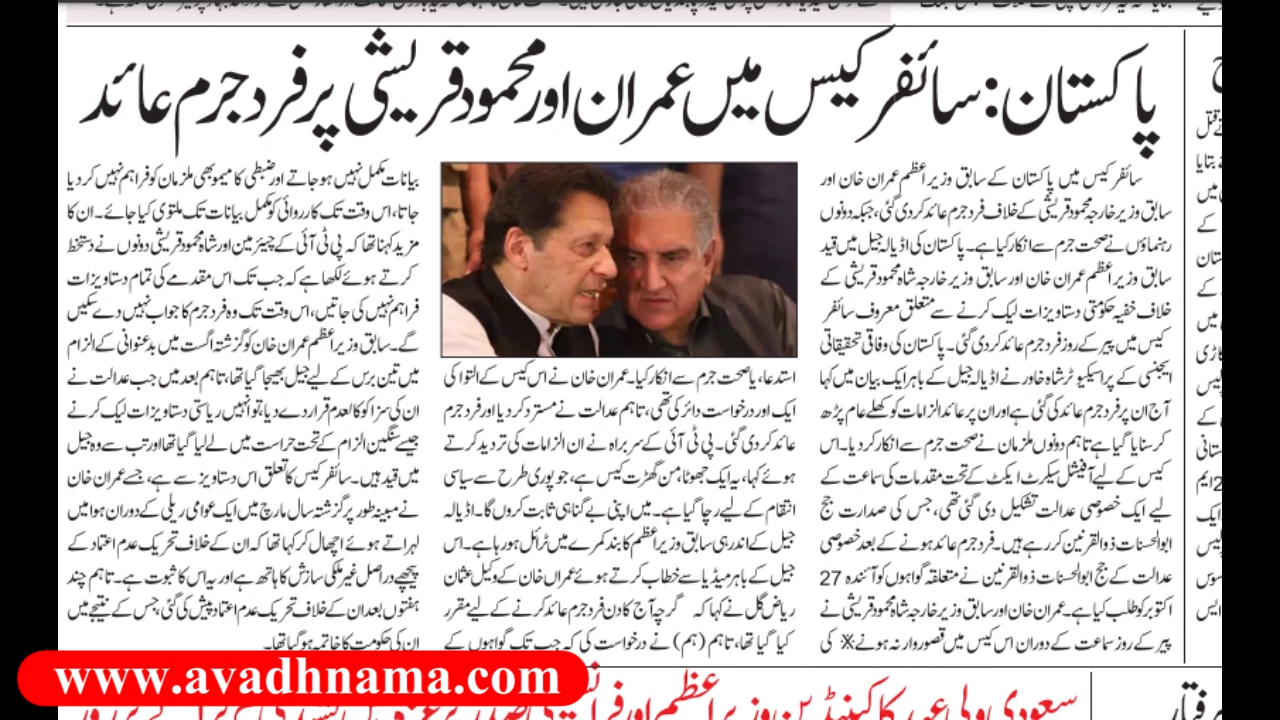 پاکستان: سائفر کیس میں عمران اور محمود قریشی پر فرد جرم عائد
سائفر کیس میں پاکستان کے سابق وزیر اعظم عمران خان اور
سابق وزیر خارجہ محمود قریشی کے خلاف فرد جرم عائد کر دی گئی، جبکہ دونوں
رہنماؤں نے صحت جرم سے انکار کیا ہے۔ پاکستان کی اڈیالہ جیل میں قید
سابق وزیر اعظم عمران خان اور سابق وزیر خارجہ شاہ محمود قریشی کے
خلاف خفیہ حکومتی دستاویزات لیک کرنے سے متعلق معروف سائفر
کیس میں پیر کے روز فرد جرم عائد کر دی گئی۔ پاکستان کی وفاقی تحقیقاتی
ایجنسی کے پراسیکیوٹر شاہ خاور نے اڈیالہ جیل کے باہر ایک بیان میں کہا
آج ان پر فرد جرم عائد کی گئی ہے اور ان پر عائد الزامات کو کھلے عام پڑھ
کر سنایا گیا ہے تاہم دونوں ملزمان نے صحت جرم سے انکار کر دیا۔ اس
کیس کے لیے آفیشل سیکرٹ ایکٹ کے تحت مقدمات کی سماعت کے
لیے ایک خصوصی عدالت تشکیل دی گئی تھی، جس کی صدارت جج
ابوالحسنات ذوالقرنین کر رہے ہیں۔ فرد جرم عائد ہونے کے بعد خصوصی
عدالت کے جج ابوالحسنات ذوالقرنین نے متعلقہ گواہوں کو آئندہ 27
اکتوبر کو طلب کیا ہے۔ عمران خان اور سابق وزیر خارجہ شاہ محمود قریشی نے
پیر کے روز سماعت کے دوران اس کیس میں قصوروار نہ ہونے※ کی
استدعا، یا صحت جرم سے انکار کیا۔ عمران خان نے اس کیس کے التوا کی
ایک اور درخواست دائر کی تھی، تاہم عدالت نے مسترد کر دیا اور فرد جرم
عائد کر دی گئی۔ پی ٹی آئی کے سربراہ نے ان الزامات کی تردید کرتے
ہوئے کہا، یہ ایک جھوٹا، من گھڑت کیس ہے، جو پوری طرح سے سیاسی
انتقام کے لیے رچا گیا ہے۔ میں اپنی بے گناہی ثابت کروں گا۔ اڈیالہ
جیل کے اندر ہی سابق وزیر اعظم کا بند کمرے میں ٹرائل ہو رہا ہے۔ اس
جیل کے باہر میڈیا سے خطاب کرتے ہوئے عمران خان کے وکیل عثمان
ریاض گل نے کہا کہ گرچہ آج کا دن فرد جرم عائد کرنے کے لیے مقرر
کیا گیا تھا، تاہم (ہم) نے درخواست کی کہ جب تک گواہوں کے
بیانات مکمل نہیں ہو جاتے اور ضبطی کا میمو بھی ملزمان کو فراہم نہیں کر دیا
جاتا، اس وقت تک کارروائی کو مکمل بیانات تک ملتوی کیا جائے۔ ان کا
مزید کہنا تھا کہ پی ٹی آئی کے چیئرمین اور شاہ محمود قریشی دونوں نے دستخط
کرتے ہوئے لکھا ہے کہ جب تک اس مقدمے کی تمام دستاویزات
فراہم نہیں کی جاتیں، اس وقت تک وہ فرد جرم کا جواب نہیں دے سکیں
گے۔ سابق وزیر اعظم عمران خان کو گزشتہ اگست میں بدعنوانی کے الزام
میں تین برس کے لیے جیل بھیجا گیا تھا، تاہم بعد میں جب عدالت نے
ان کی سزا کو کالعدم قرار دے دیا، تو انہیں ریاستی دستاویزات لیک کرنے
جیسے سنگین الزام کے تحت حراست میں لے لیا گیا تھا اور تب سے وہ جیل
میں قید ہیں۔ سائفر کیس کا تعلق اس دستاویز سے ہے، جسے عمران خان
نے مبینہ طور پر گزشتہ سال مارچ میں ایک عوامی ریلی کے دوران ہوا میں
لہراتے ہوئے اچھال کر کہا تھا کہ ان کے خلاف تحریک عدم اعتماد کے
پیچھے دراصل غیر ملکی سازش کا ہاتھ ہے اور یہ اس کا ثبوت ہے۔ تاہم چند
ہفتوں بعد ان کے خلاف تحریک عدم اعتماد پیش کی گئی، جس کے نتیجے میں
ان کی حکومت کا خاتمہ ہو گیا تھا۔
www.avadhnama.com